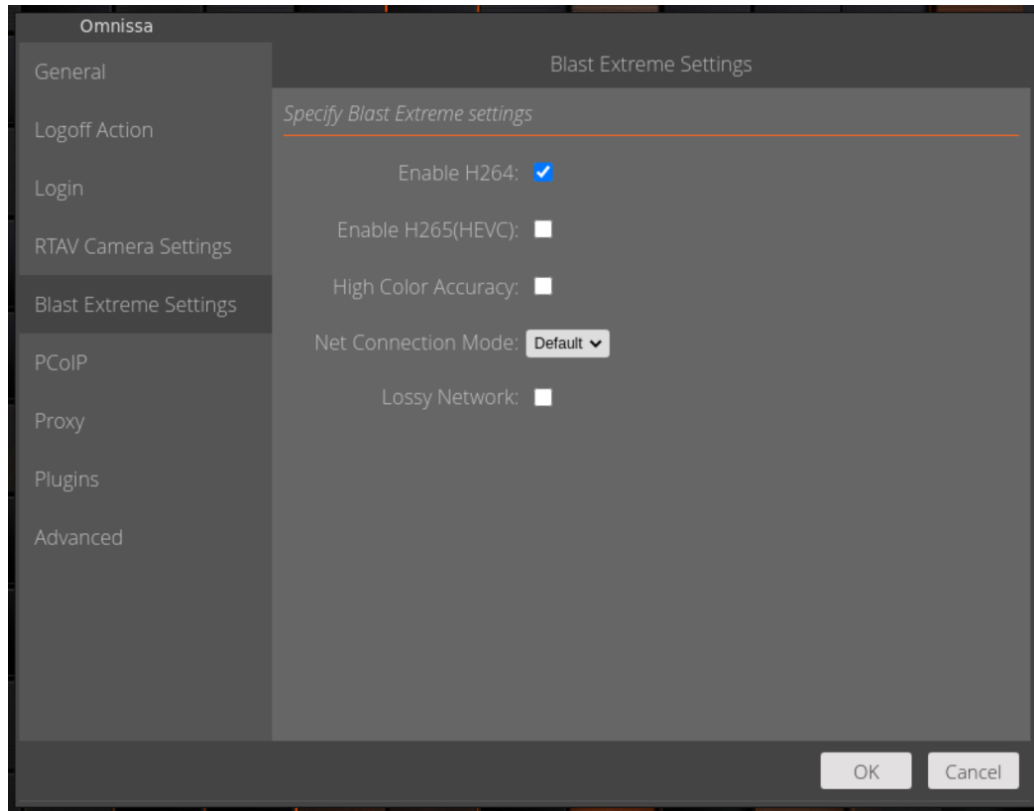 Omnissa
General
Logoff Action
Login
RTAV Camera Settings
Blast Extreme Settings
PCoIP
Proxy
Plugins
Advanced
Blast Extreme Settings
Specify Blast Extreme settings
Enable H264:
Enable H265(HEVC):
High Color Accuracy:
Net Connection Mode: Default
Lossy Network:
OK Cancel